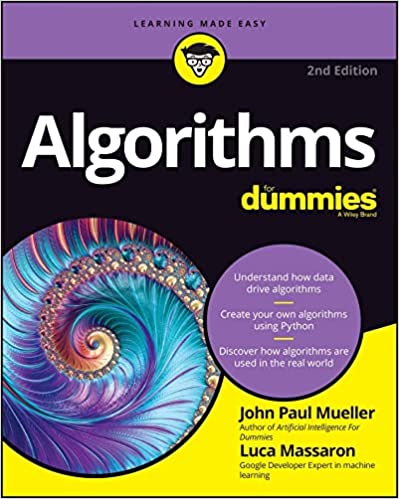 LEARNING MADE EASY
2nd Edition
Algorithms
for
dummies®
A Wiley Brand
Understand how data
drive algorithms
Create your own algorithms
using Python
Discover how algorithms are
used in the real world
John Paul Mueller
Author of Artificial Intelligence For
Dummies
Luca Massaron
Google Developer Expert in machine
learning